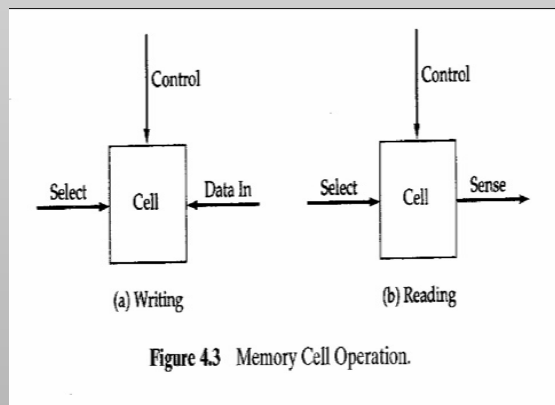 Control
Control
Select
Cell
Data In
Select
Cell
Sense
(a) Writing
(b) Reading
Figure 4.3 Memory Cell Operation.